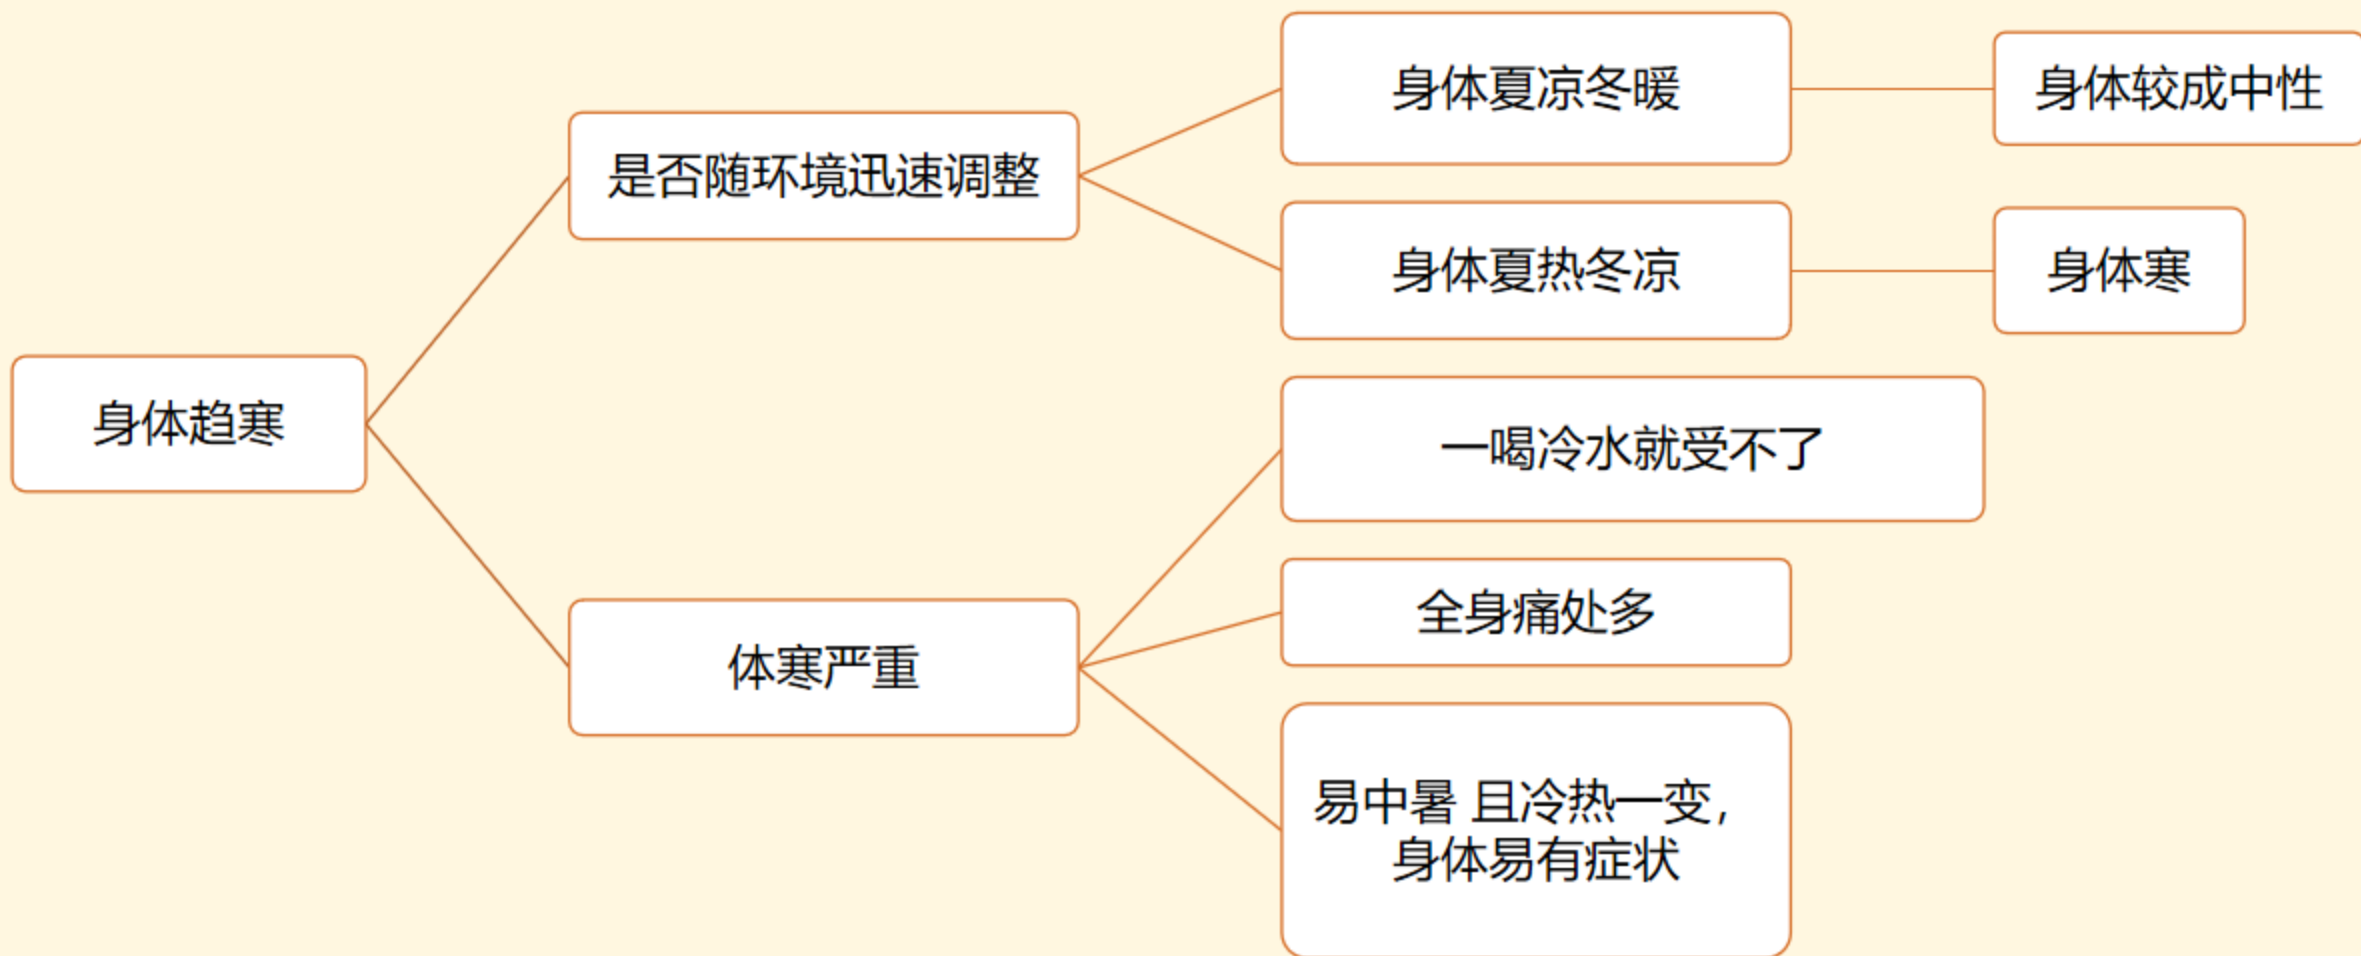 身体趋寒
是否随环境迅速调整
身体夏凉冬暖
身体较成中性
身体夏热冬凉
身体寒
体寒严重
一喝冷水就受不了
全身痛处多
易中暑 且冷热一变，
身体易有症状